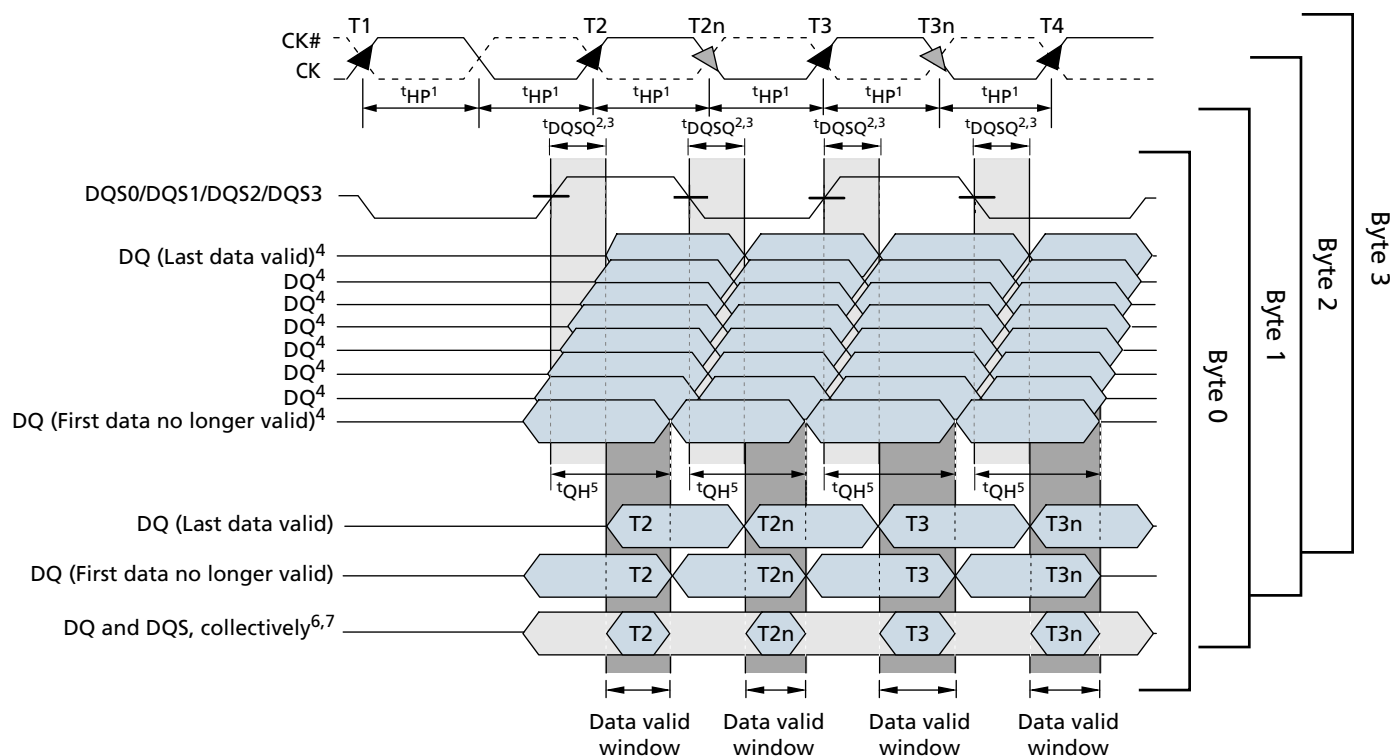 T1 T2 T2n T3 T3n T4
CK#
CK
tHP1 tHP1 tHP1 tHP1 tHP1 tHP1
tDQSQ2,3 tDQSQ2,3 tDQSQ2,3 tDQSQ2,3
DQS0/DQS1/DQS2/DQS3
DQ (Last data valid)4
DQ4
DQ4
DQ4
DQ4
DQ4
DQ4
DQ (First data no longer valid)4
tQH5 tQH5 tQH5 tQH5
DQ (Last data valid) T2 T2n T3 T3n
DQ (First data no longer valid) T2 T2n T3 T3n
DQ and DQS, collectively6,7 T2 T2n T3 T3n
Data valid window
Data valid window
Data valid window
Data valid window
Byte 0
Byte 1
Byte 2
Byte 3